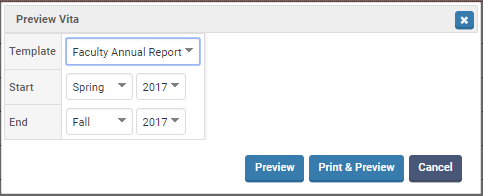 Preview Vita
Template Faculty Annual Report
Start Spring 2017
End Fall 2017
Preview Print & Preview Cancel